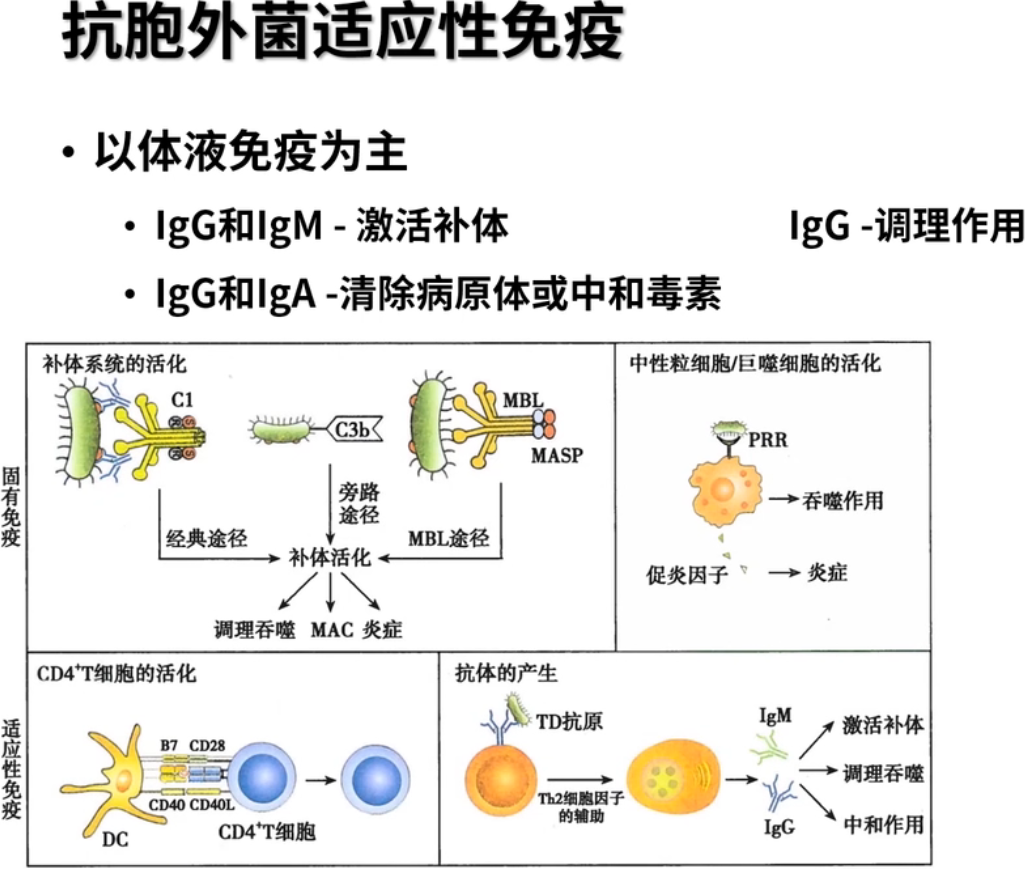 抗胞外菌适应性免疫
• 以体液免疫为主
• IgG和IgM - 激活补体 IgG -调理作用
• IgG和IgA -清除病原体或中和毒素
固有免疫
补体系统的活化
C1
C3b
MBL
MASP
经典途径
旁路
途径
MBL途径
补体活化
调理吞噬 MAC 炎症
中性粒细胞/巨噬细胞的活化
PRR
吞噬作用
促炎因子
炎症
适应性免疫
CD4⁺T细胞的活化
B7 CD28
CD40 CD40L
DC
CD4⁺T细胞
抗体的产生
TD抗原
Th2细胞因子
的辅助
IgM
IgG
激活补体
调理吞噬
中和作用